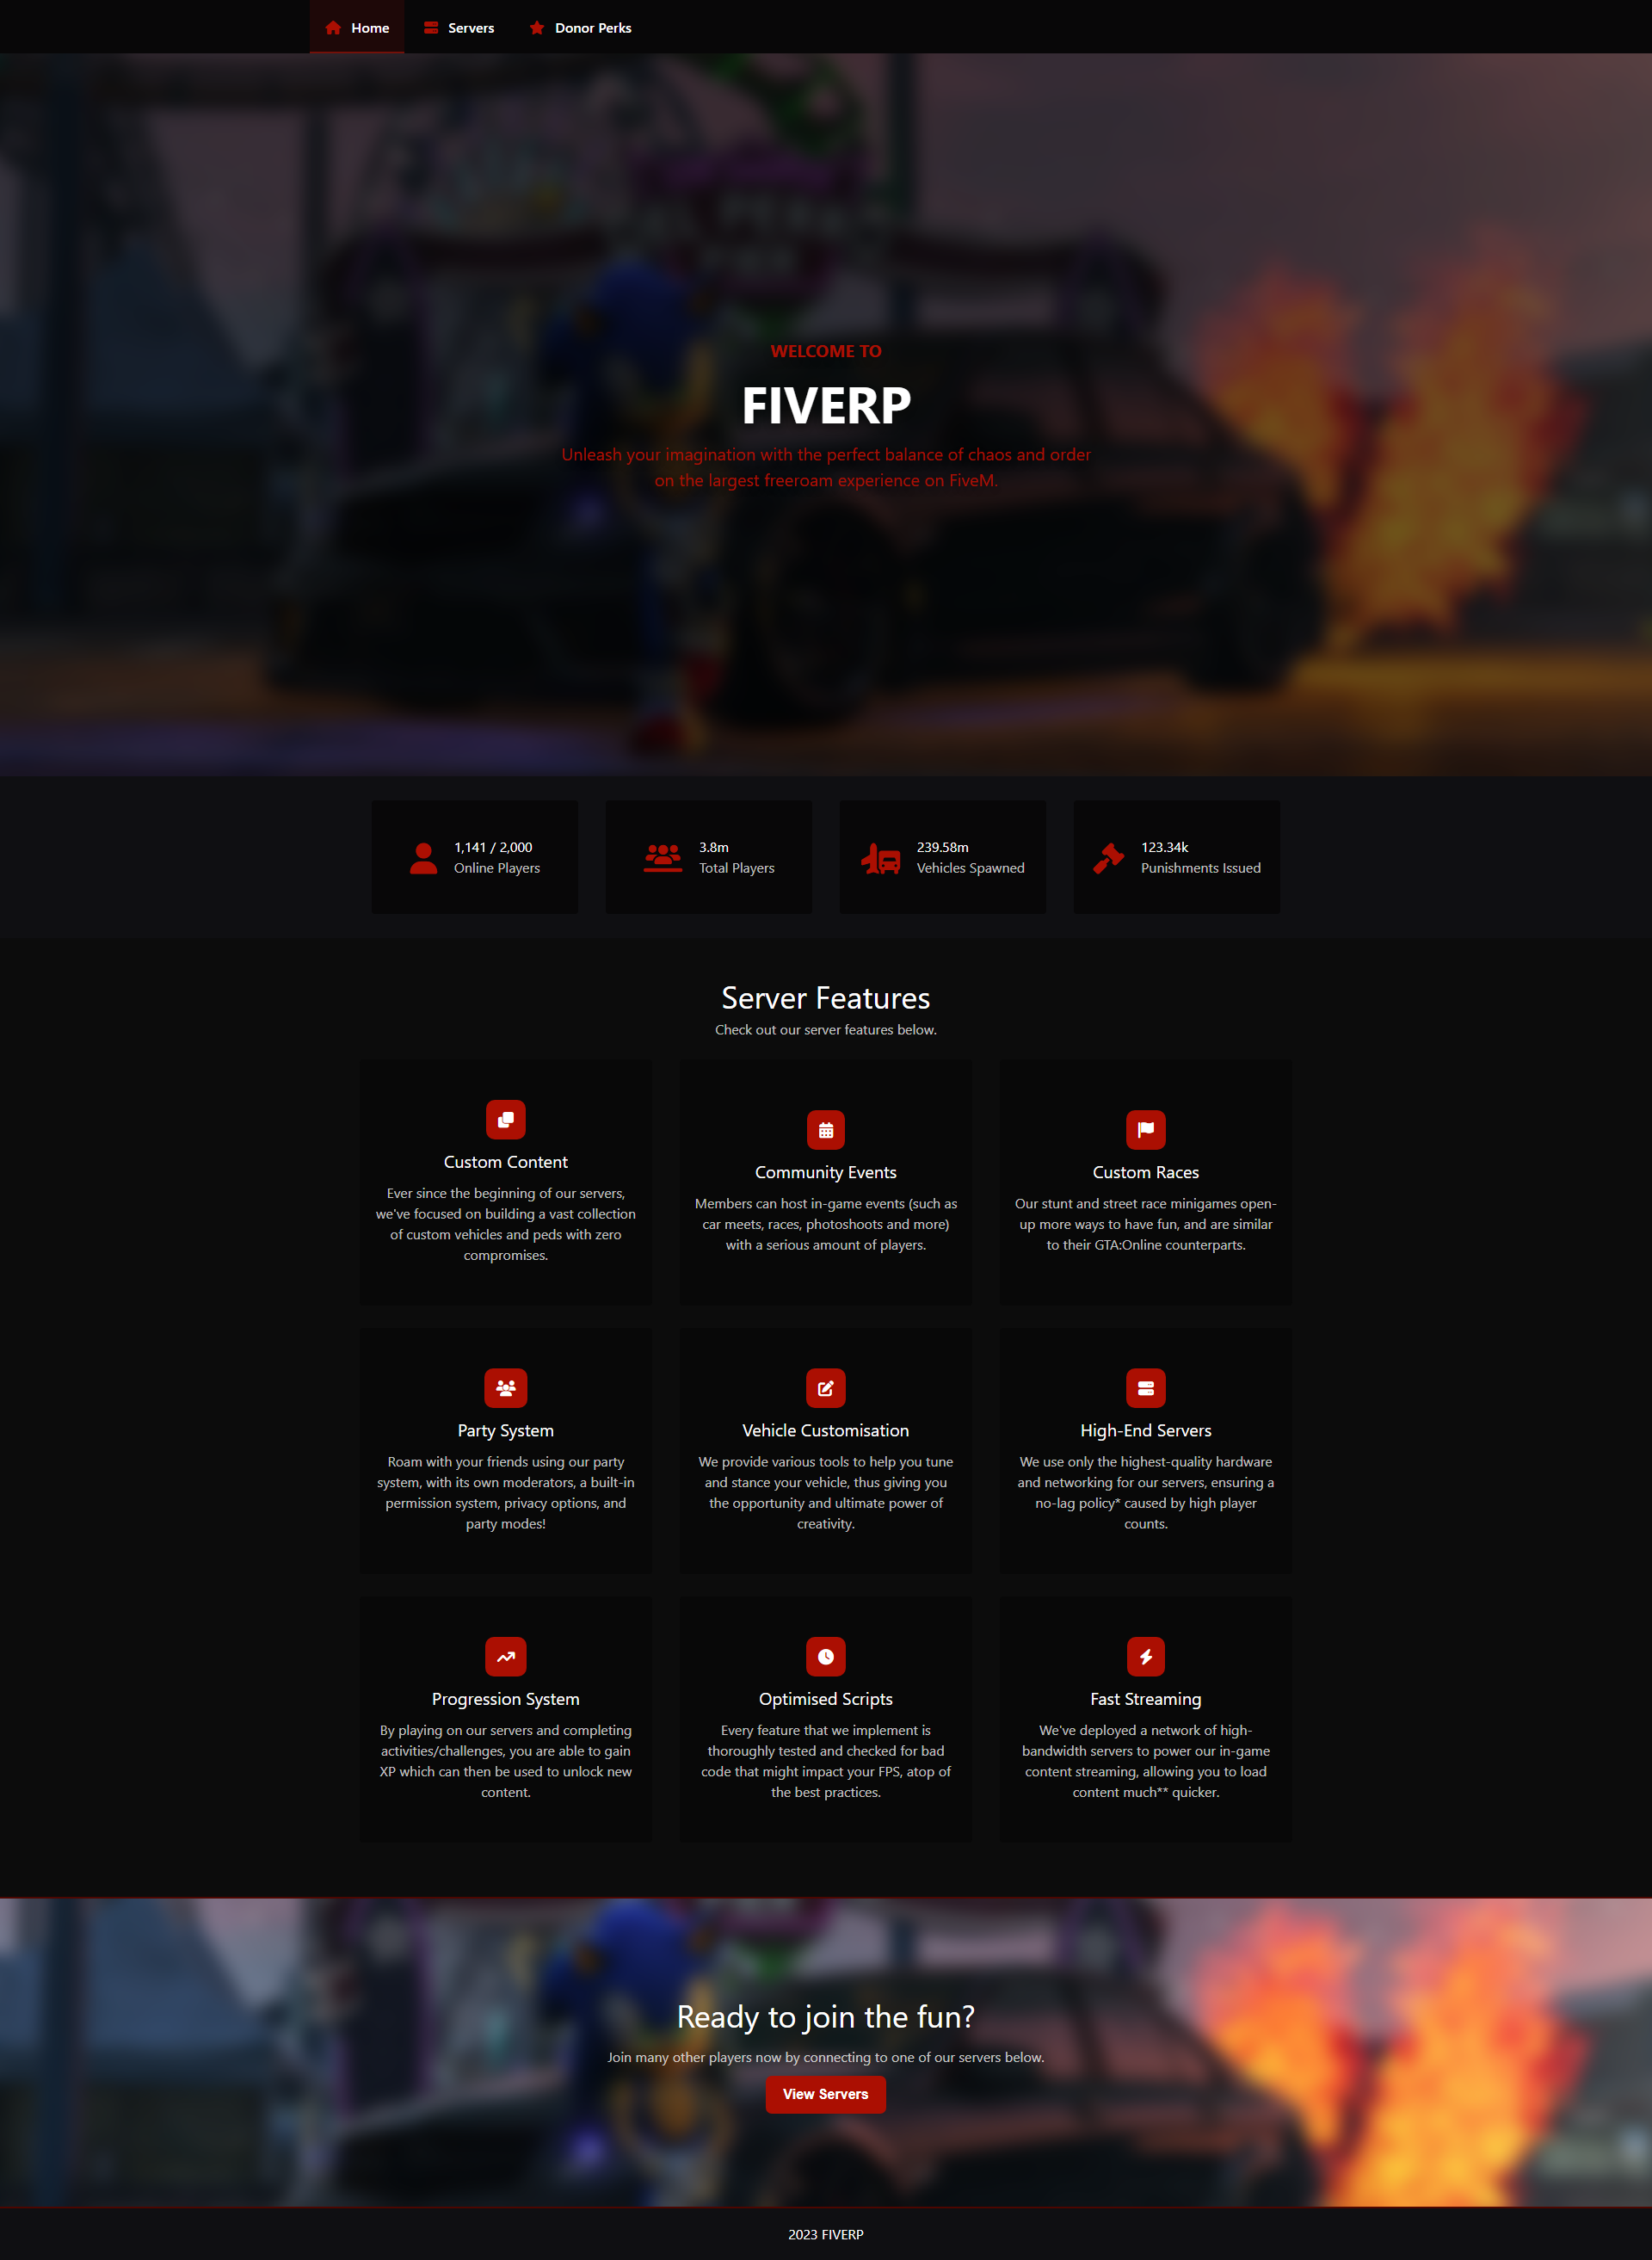 Home
Servers
Donor Perks
WELCOME TO
FIVERP
Unleash your imagination with the perfect balance of chaos and order
on the largest freeroam experience on FiveM.
1,141 / 2,000
Online Players
3.8m
Total Players
239.58m
Vehicles Spawned
123.34k
Punishments Issued
Server Features
Check out our server features below.
Custom Content
Ever since the beginning of our servers,
we've focused on building a vast collection
of custom vehicles and peds with zero
compromises.
Community Events
Members can host in-game events (such as
car meets, races, photoshoots and more)
with a serious amount of players.
Custom Races
Our stunt and street race minigames open-
up more ways to have fun, and are similar
to their GTA:Online counterparts.
Party System
Roam with your friends using our party
system, with its own moderators, a built-in
permission system, privacy options, and
party modes!
Vehicle Customisation
We provide various tools to help you tune
and stance your vehicle, thus giving you
the opportunity and ultimate power of
creativity.
High-End Servers
We use only the highest-quality hardware
and networking for our servers, ensuring a
no-lag policy* caused by high player
counts.
Progression System
By playing on our servers and completing
activities/challenges, you are able to gain
XP which can then be used to unlock new
content.
Optimised Scripts
Every feature that we implement is
thoroughly tested and checked for bad
code that might impact your FPS, atop of
the best practices.
Fast Streaming
We've deployed a network of high-
bandwidth servers to power our in-game
content streaming, allowing you to load
content much** quicker.
Ready to join the fun?
Join many other players now by connecting to one of our servers below.
View Servers
2023 FIVERP